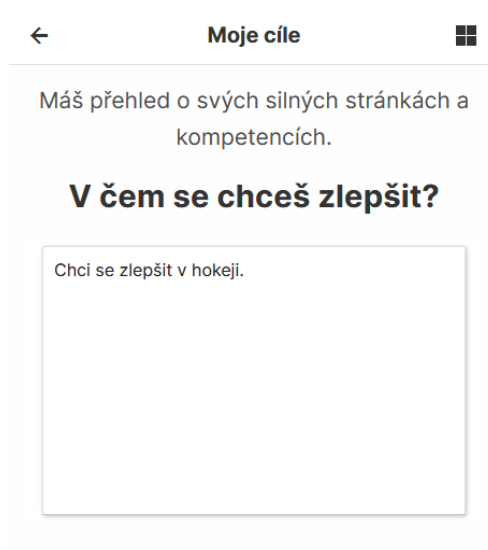 Moje cíle
Máš přehled o svých silných stránkách a
kompetencích.
V čem se chceš zlepšit?
Chci se zlepšit v hokeji.